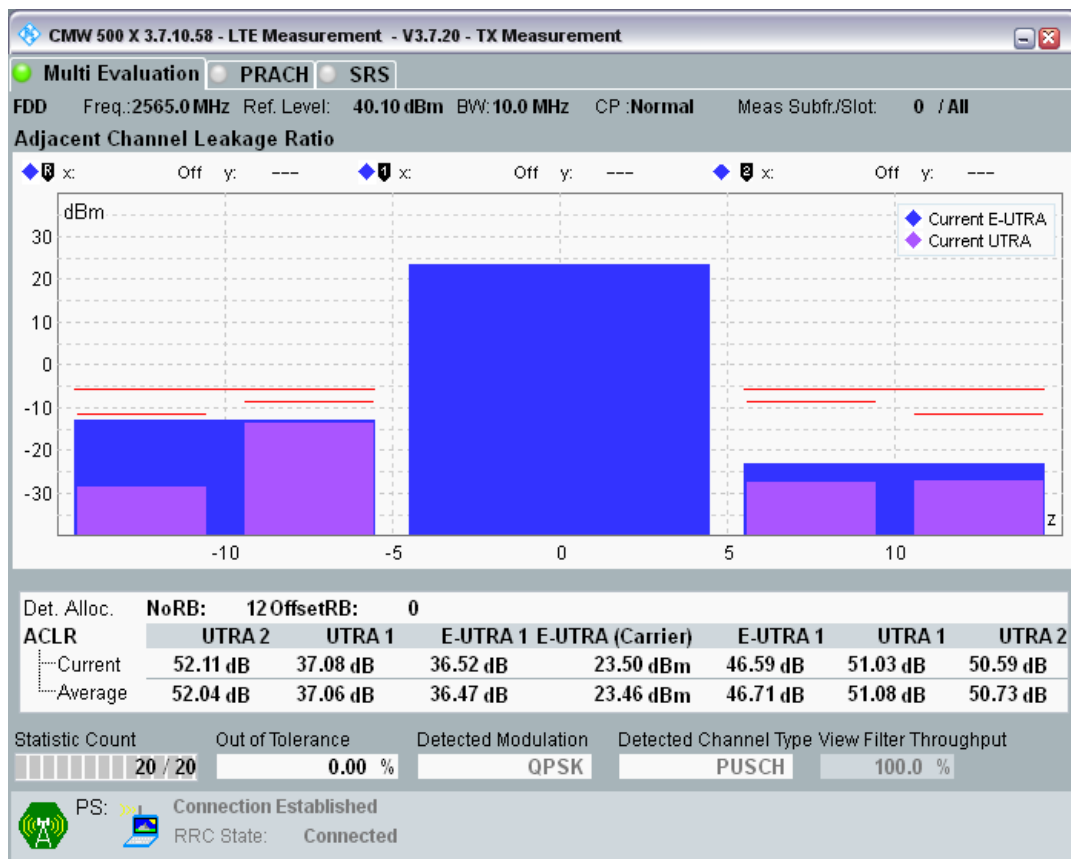 CMW 500 X 3.7.10.58 - LTE Measurement - V3.7.20 - TX Measurement
Multi Evaluation PRACH SRS
FDD Freq.:2565.0 MHz Ref. Level: 40.10 dBm BW: 10.0 MHz CP :Normal Meas Subfr./Slot: 0 / All
Adjacent Channel Leakage Ratio
R x: Off y: --- 1 x: Off y: --- 2 x: Off y: ---
dBm
Current E-UTRA
Current UTRA
30
20
10
0
-10
-20
-30
z
-10 -5 0 5 10
Det. Alloc. NoRB: 12 OffsetRB: 0
ACLR UTRA 2 UTRA 1 E-UTRA 1 E-UTRA (Carrier) E-UTRA 1 UTRA 1 UTRA 2
Current 52.11 dB 37.08 dB 36.52 dB 23.50 dBm 46.59 dB 51.03 dB 50.59 dB
Average 52.04 dB 37.06 dB 36.47 dB 23.46 dBm 46.71 dB 51.08 dB 50.73 dB
Statistic Count Out of Tolerance Detected Modulation Detected Channel Type View Filter Throughput
20 / 20 0.00 % QPSK PUSCH 100.0 %
PS: Connection Established
RRC State: Connected